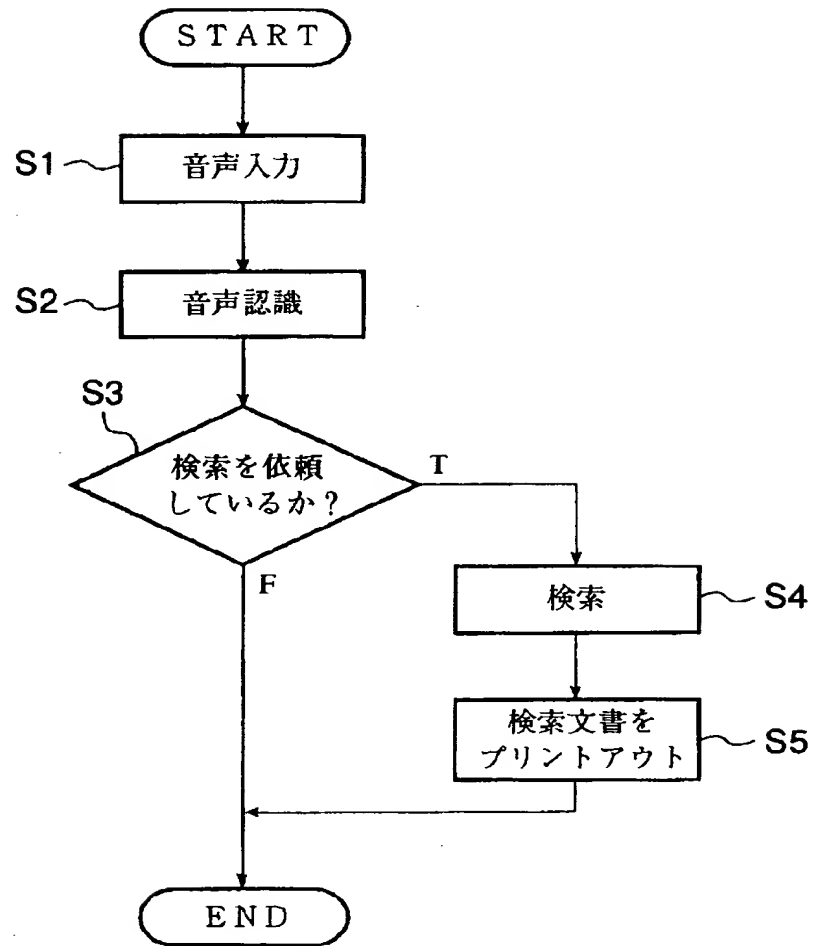 START
S1
音声入力
S2
音声認識
S3
検索を依頼
しているか?
T
F
検索
S4
検索文書を
プリントアウト
S5
END